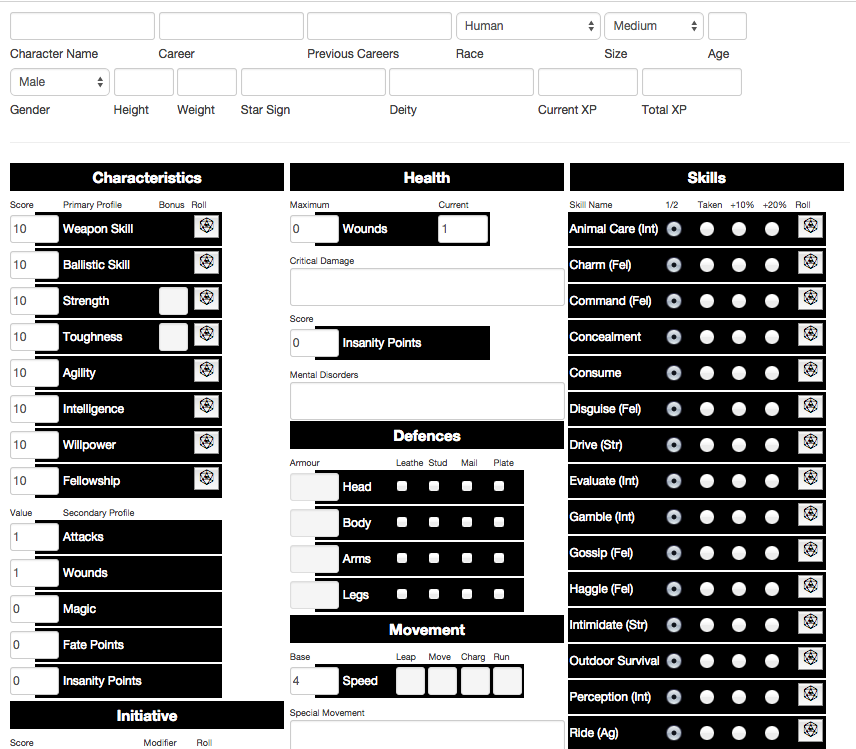 Human Medium
Character Name Career Previous Careers Race Size Age
Male
Gender Height Weight Star Sign Deity Current XP Total XP
Characteristics
Score Primary Profile Bonus Roll
10 Weapon Skill
10 Ballistic Skill
10 Strength
10 Toughness
10 Agility
10 Intelligence
10 Willpower
10 Fellowship
Value Secondary Profile
1 Attacks
1 Wounds
0 Magic
0 Fate Points
0 Insanity Points
Initiative
Score Modifier Roll
Health
Maximum Current
0 Wounds 1
Critical Damage
Score
0 Insanity Points
Mental Disorders
Defences
Armour Leathe Stud Mail Plate
Head
Body
Arms
Legs
Movement
Base Leap Move Charg Run
4 Speed
Special Movement
Skills
Skill Name 1/2 Taken +10% +20% Roll
Animal Care (Int)
Charm (Fel)
Command (Fel)
Concealment
Consume
Disguise (Fel)
Drive (Str)
Evaluate (Int)
Gamble (Int)
Gossip (Fel)
Haggle (Fel)
Intimidate (Str)
Outdoor Survival
Perception (Int)
Ride (Ag)